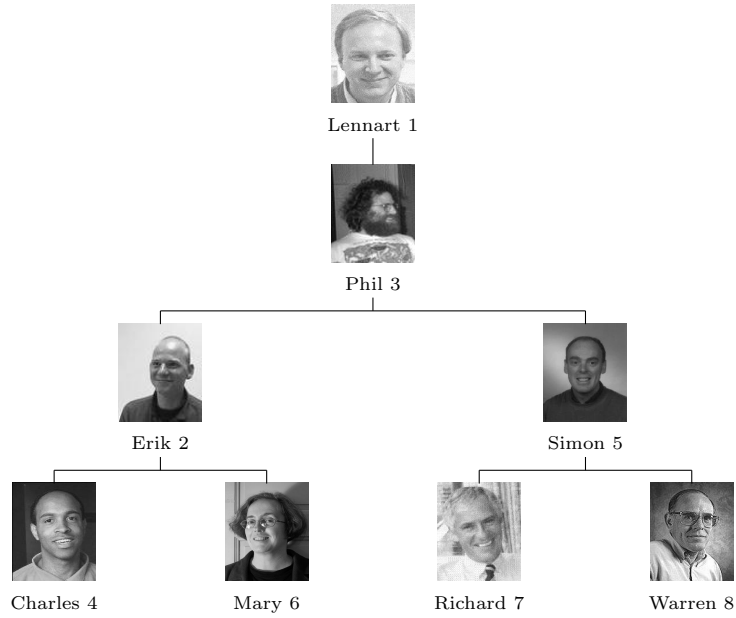 Lennart 1
Phil 3
Erik 2
Simon 5
Charles 4
Mary 6
Richard 7
Warren 8